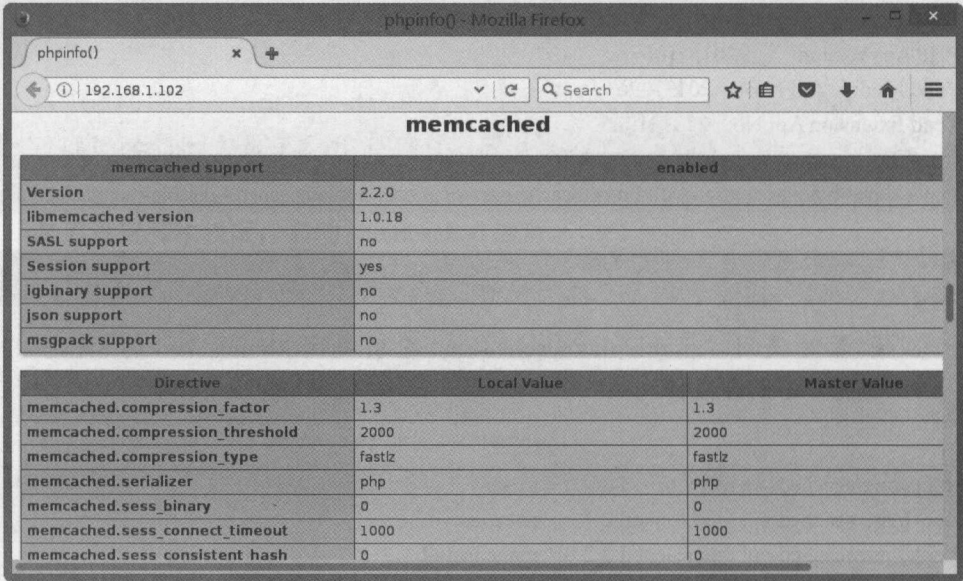 phpinfo() - Mozilla Firefox
phpinfo()
192.168.1.102 Search
memcached
memcached support enabled
Version 2.2.0
libmemcached version 1.0.18
SASL support no
Session support yes
igbinary support no
json support no
msgpack support no
Directive Local Value Master Value
memcached.compression_factor 1.3 1.3
memcached.compression_threshold 2000 2000
memcached.compression_type fastlz fastlz
memcached.serializer php php
memcached.sess_binary 0 0
memcached.sess_connect_timeout 1000 1000
memcached.sess_consistent_hash 0 0